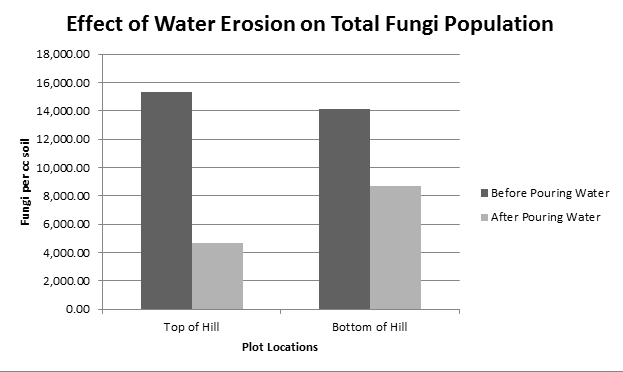 Effect of Water Erosion on Total Fungi Population
18,000.00
16,000.00
14,000.00
12,000.00
10,000.00
8,000.00
6,000.00
4,000.00
2,000.00
0.00
Fungi per cc soil
Top of Hill
Bottom of Hill
Plot Locations
Before Pouring Water
After Pouring Water